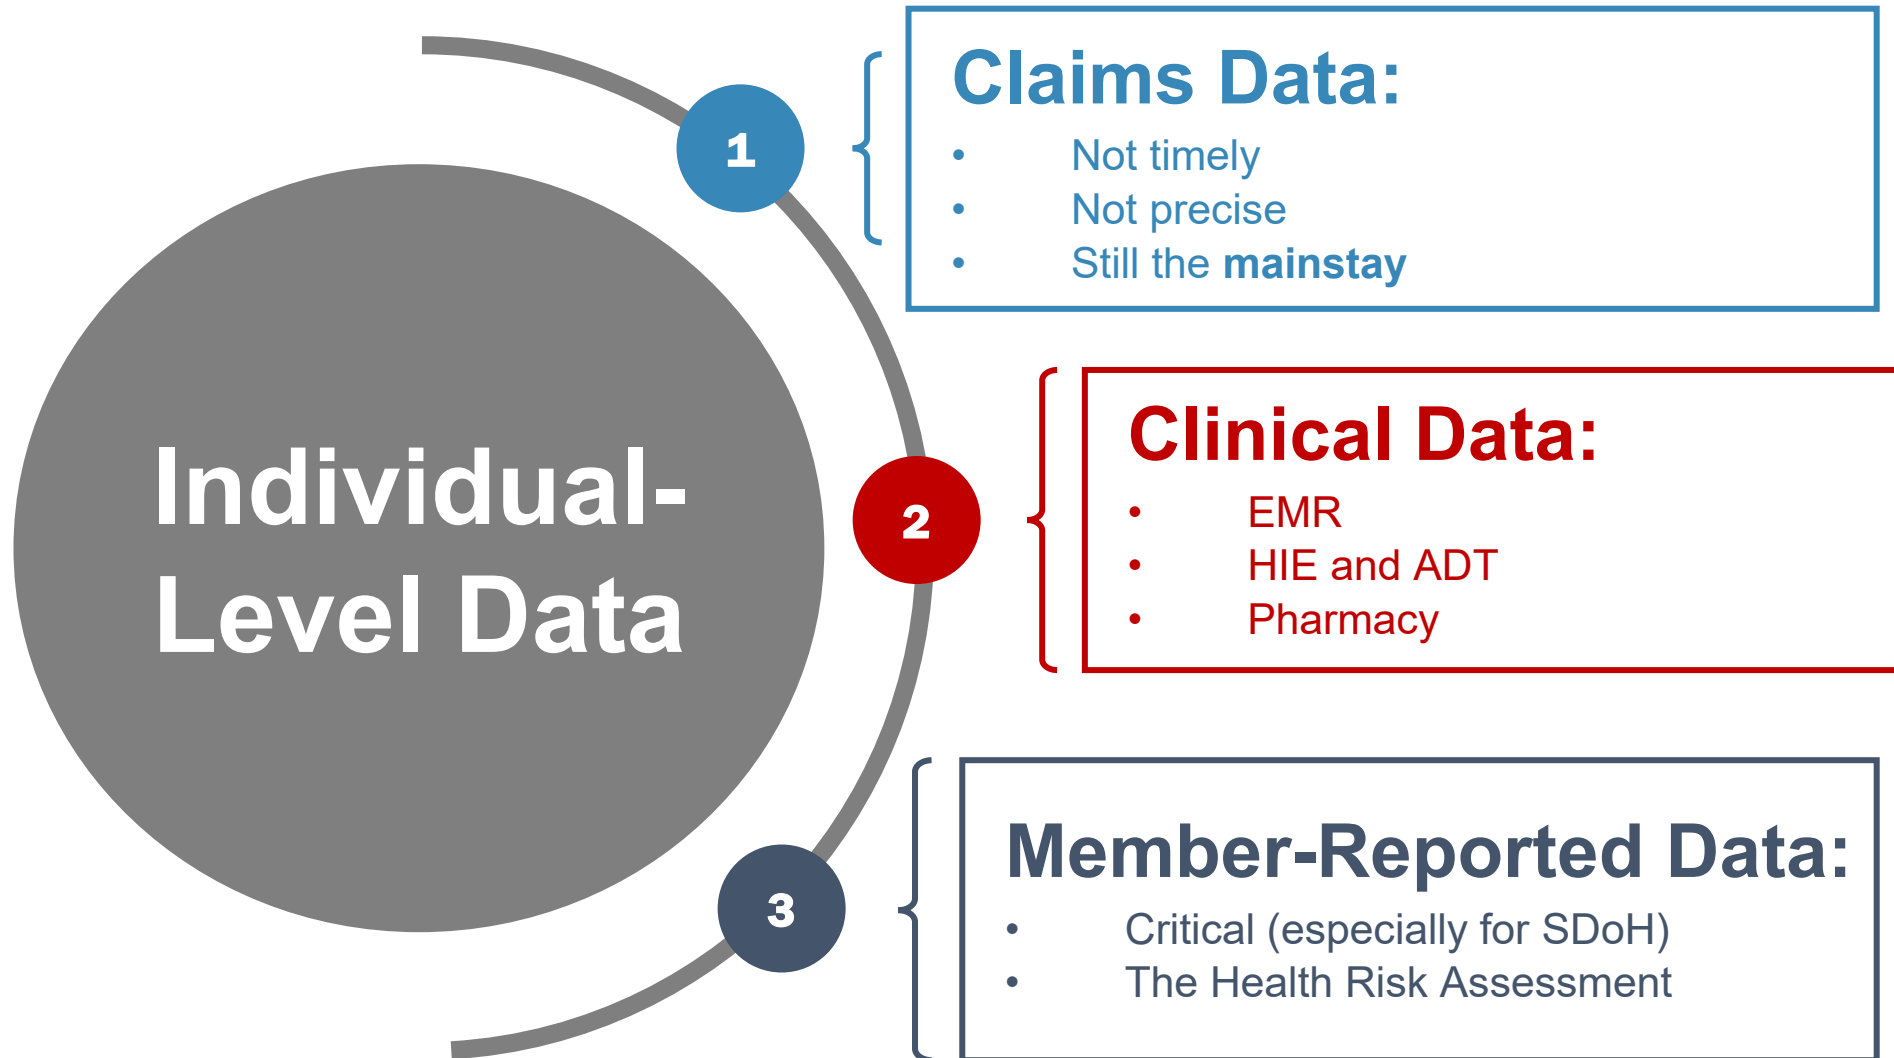 Individual-
Level Data
1
Claims Data:
• Not timely
• Not precise
• Still the mainstay
2
Clinical Data:
• EMR
• HIE and ADT
• Pharmacy
3
Member-Reported Data:
• Critical (especially for SDoH)
• The Health Risk Assessment